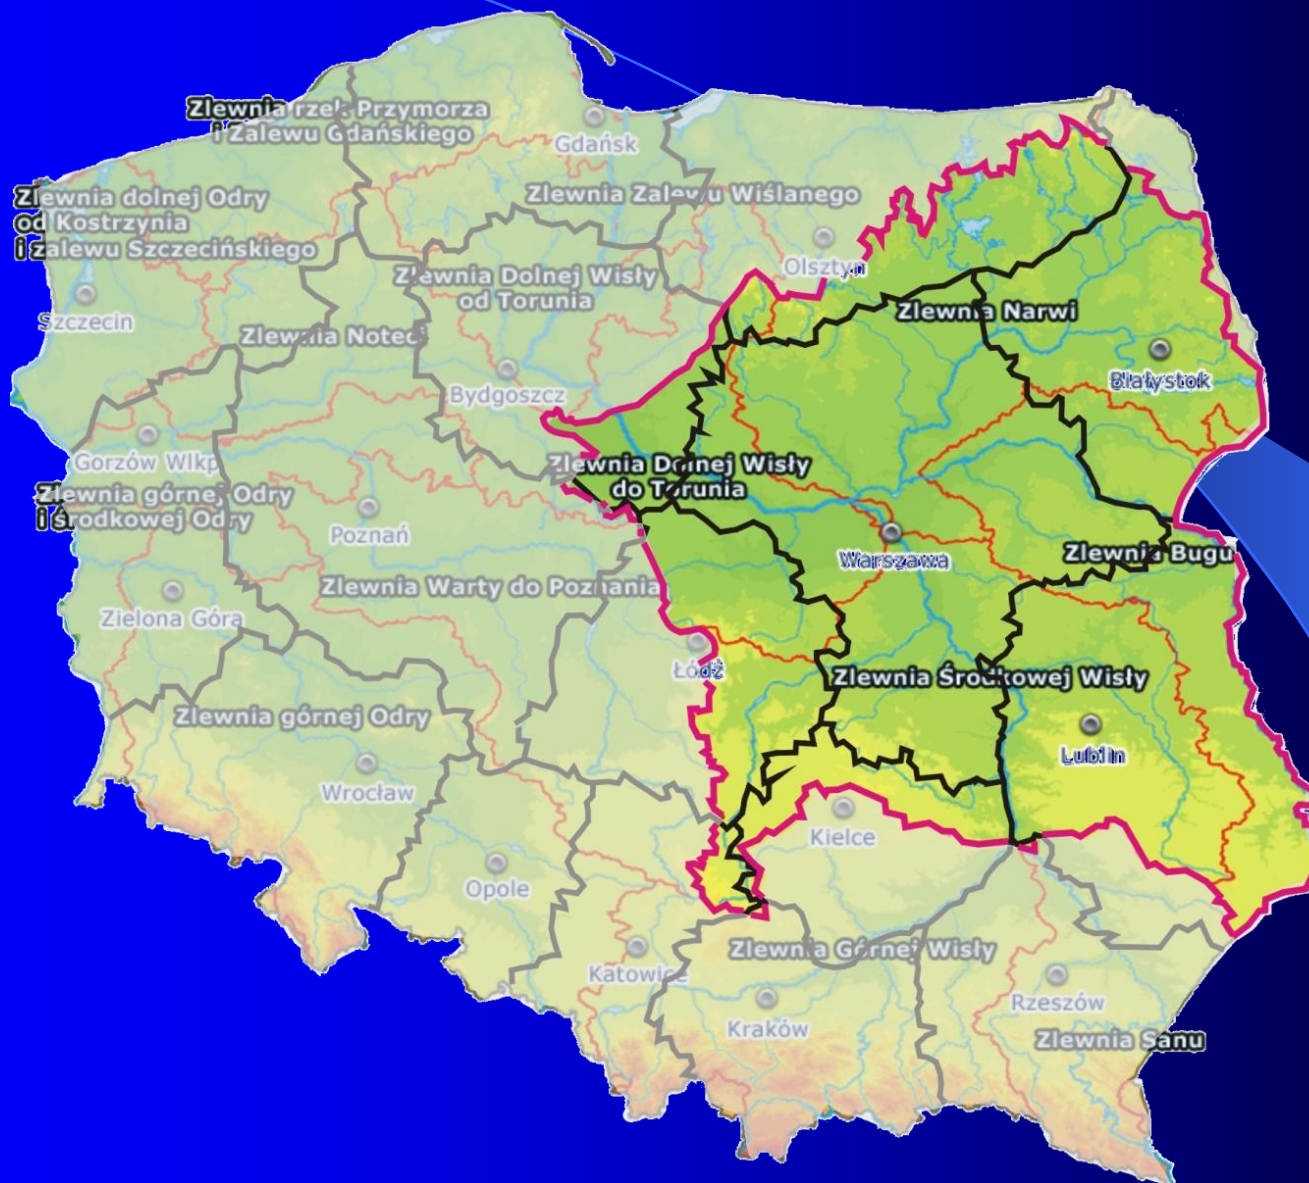 Zlewnia rzek Przymorza
i Zalewu Gdańskiego
Gdańsk
Zlewnia dolnej Odry
od Kostrzynia
i zalewu Szczecińskiego
Zlewnia Zalewu Wiślanego
Olsztyn
Zlewnia Dolnej Wisły
od Torunia
Szczecin
Zlewnia Noteci
Zlewnia Narwi
Białystok
Bydgoszcz
Gorzów Wlkp
Zlewnia Dolnej Wisły
do Torunia
Zlewnia górnej Odry
i środkowej Odry
Poznań
Warszawa
Zlewnia Bugu
Zlewnia Warty do Poznania
Zielona Góra
Łódź
Zlewnia Środkowej Wisły
Zlewnia górnej Odry
Lublin
Wrocław
Kielce
Opole
Zlewnia Górnej Wisły
Katowice
Rzeszów
Kraków
Zlewnia Sanu